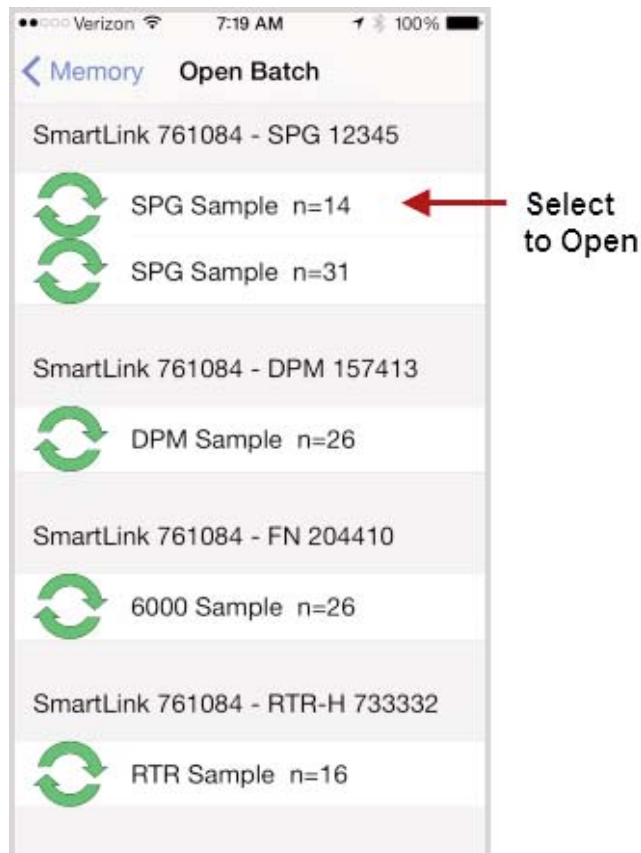 Verizon 7:19 AM 100%
Memory Open Batch
SmartLink 761084 - SPG 12345
SPG Sample n=14
Select
to Open
SPG Sample n=31
SmartLink 761084 - DPM 157413
DPM Sample n=26
SmartLink 761084 - FN 204410
6000 Sample n=26
SmartLink 761084 - RTR-H 733332
RTR Sample n=16